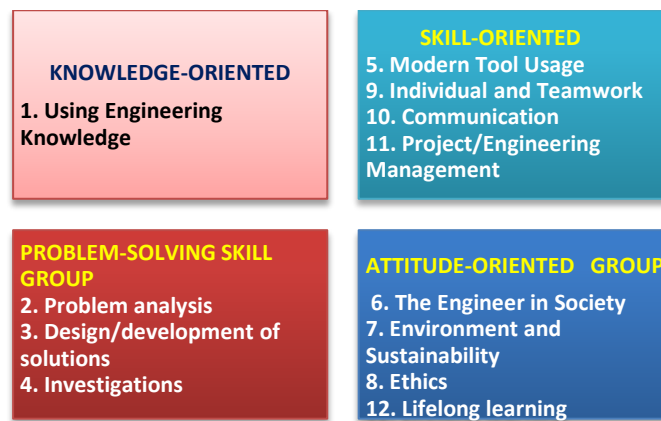 KNOWLEDGE-ORIENTED
1. Using Engineering
Knowledge
SKILL-ORIENTED
5. Modern Tool Usage
9. Individual and Teamwork
10. Communication
11. Project/Engineering
Management
PROBLEM-SOLVING SKILL
GROUP
2. Problem analysis
3. Design/development of
solutions
4. Investigations
ATTITUDE-ORIENTED GROUP
6. The Engineer in Society
7. Environment and
Sustainability
8. Ethics
12. Lifelong learning